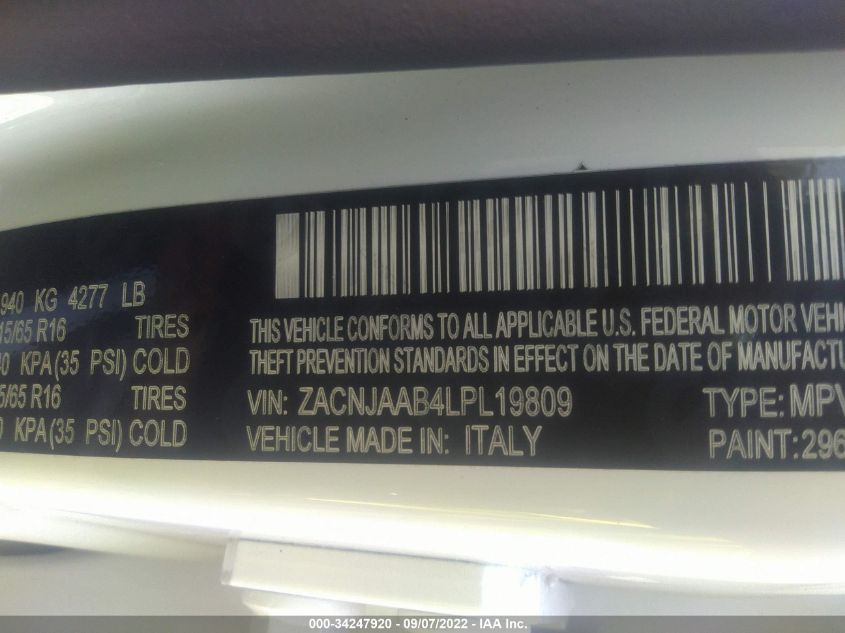 940 KG 4277 LB
15/65 R16 TIRES
KPA(35 PSI) COLD
5/65 R16 TIRES
KPA(35 PSI) COLD
THIS VEHICLE CONFORMS TO ALL APPLICABLE U.S. FEDERAL MOTOR VEHI
THEFT PREVENTION STANDARDS IN EFFECT ON THE DATE OF MANUFACTU
VIN: ZACNJAAB4LPL19809 TYPE: MPV
VEHICLE MADE IN: ITALY PAINT:296
000-34247920 - 09/07/2022 - IAA Inc.